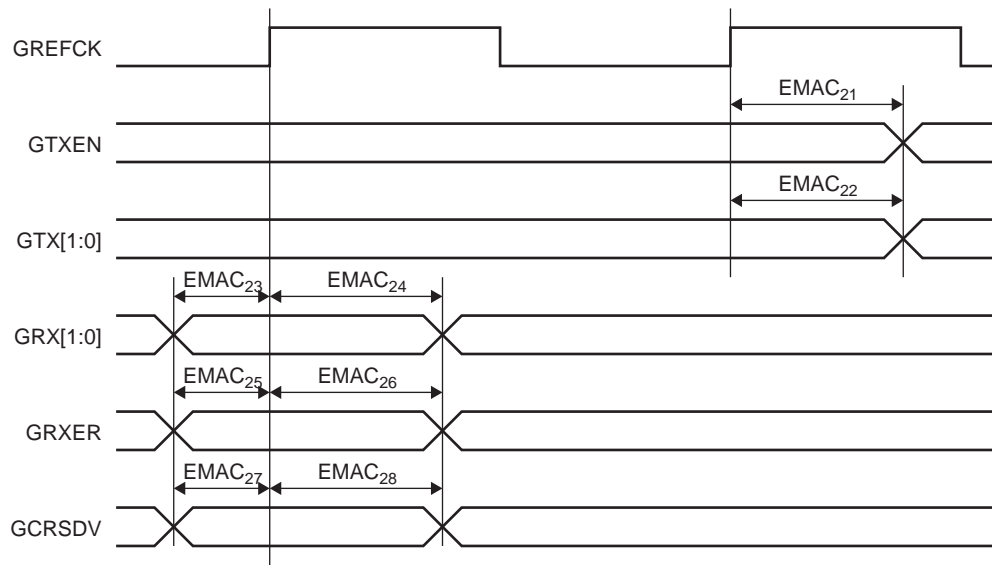 GREFCK
EMAC21
GTXEN
EMAC22
GTX[1:0]
EMAC23 EMAC24
GRX[1:0]
EMAC25 EMAC26
GRXER
EMAC27 EMAC28
GCRSDV